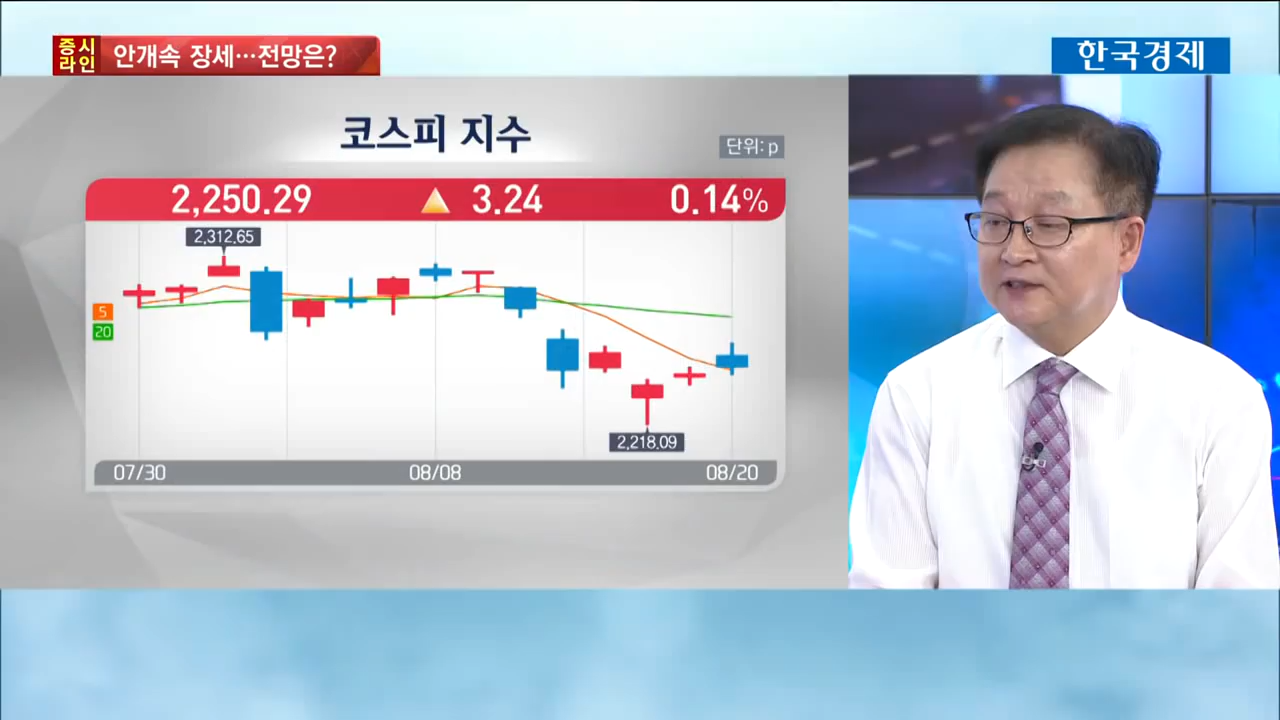 증시
라인
안개속 장세…전망은?
한국경제
코스피 지수
단위:p
2,250.29 ▲ 3.24 0.14%
2,312.65
5
20
2,218.09
07/30 08/08 08/20